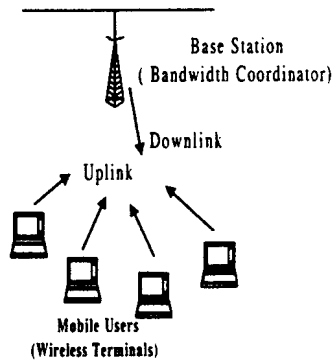 Base Station
( Bandwidth Coordinator)
Downlink
Uplink
Mobile Users
(Wireless Terminals)